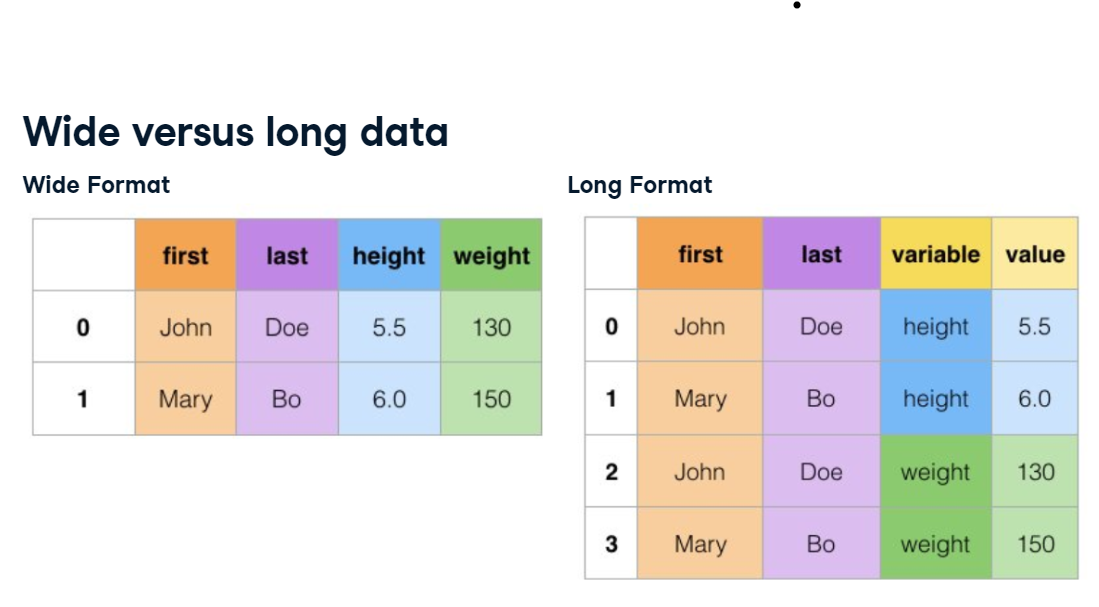 Wide versus long data
Wide Format
first last height weight
0 John Doe 5.5 130
1 Mary Bo 6.0 150
Long Format
first last variable value
0 John Doe height 5.5
1 Mary Bo height 6.0
2 John Doe weight 130
3 Mary Bo weight 150